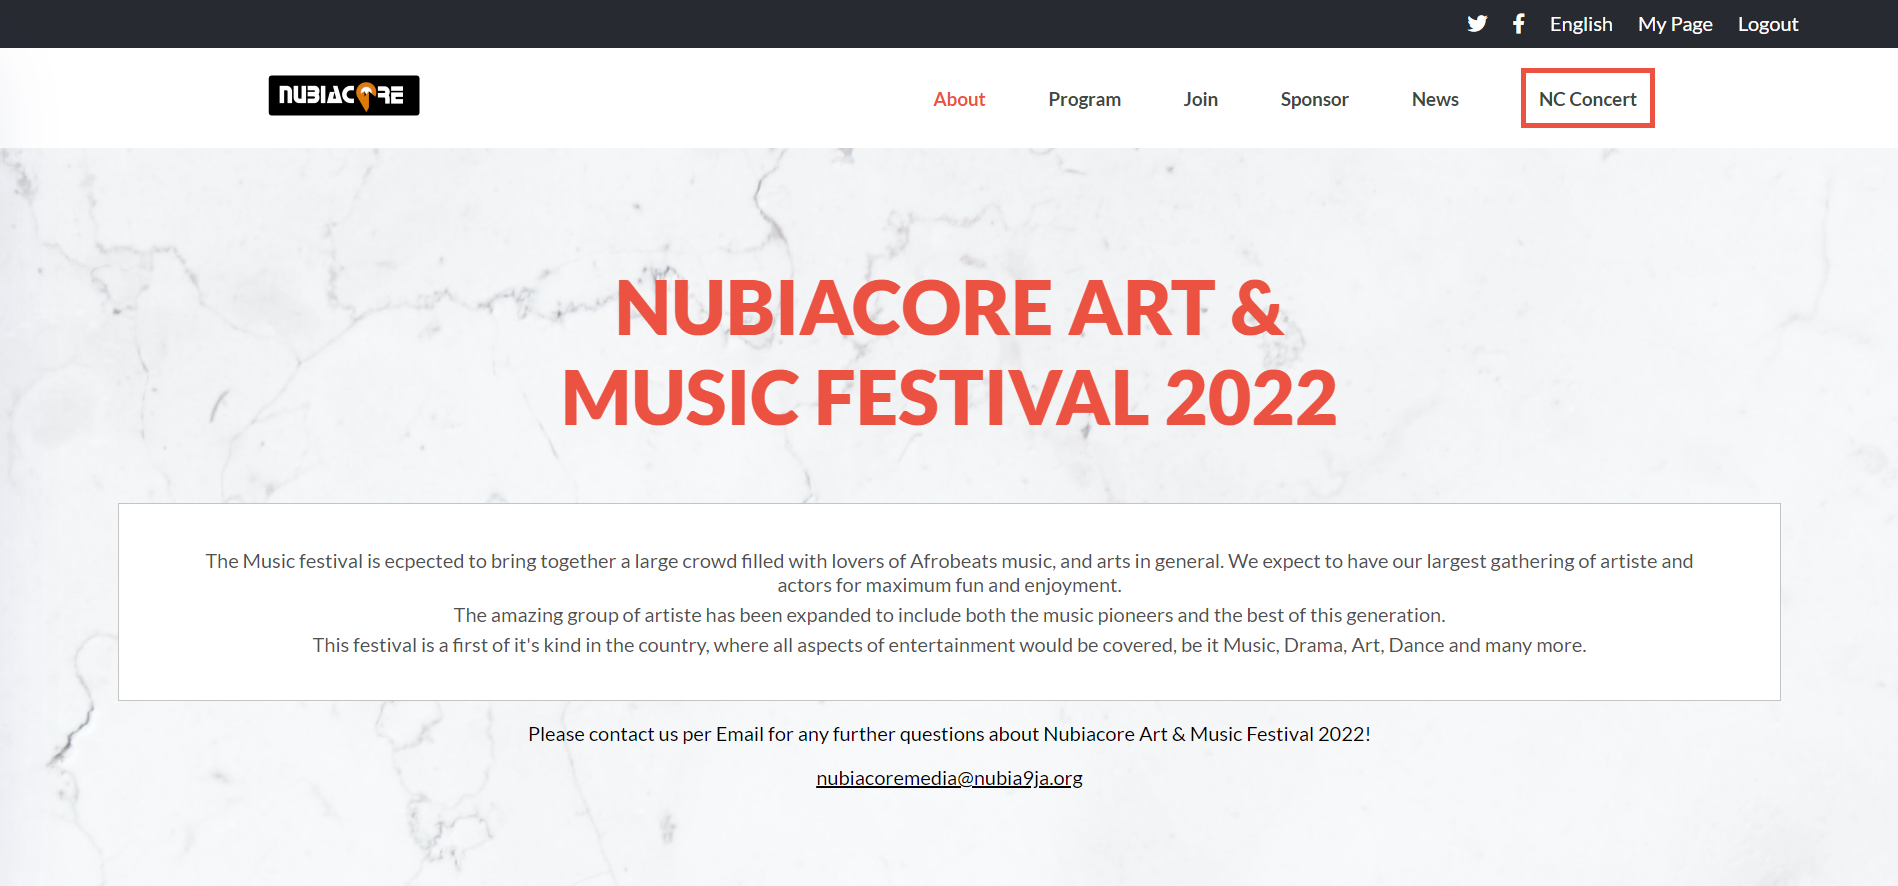 English My Page Logout
NUBIACORE
About Program Join Sponsor News NC Concert
NUBIACORE ART &
MUSIC FESTIVAL 2022
The Music festival is ecpected to bring together a large crowd filled with lovers of Afrobeats music, and arts in general. We expect to have our largest gathering of artiste and
actors for maximum fun and enjoyment.
The amazing group of artiste has been expanded to include both the music pioneers and the best of this generation.
This festival is a first of it's kind in the country, where all aspects of entertainment would be covered, be it Music, Drama, Art, Dance and many more.
Please contact us per Email for any further questions about Nubiacore Art & Music Festival 2022!
nubiacoremedia@nubia9ja.org